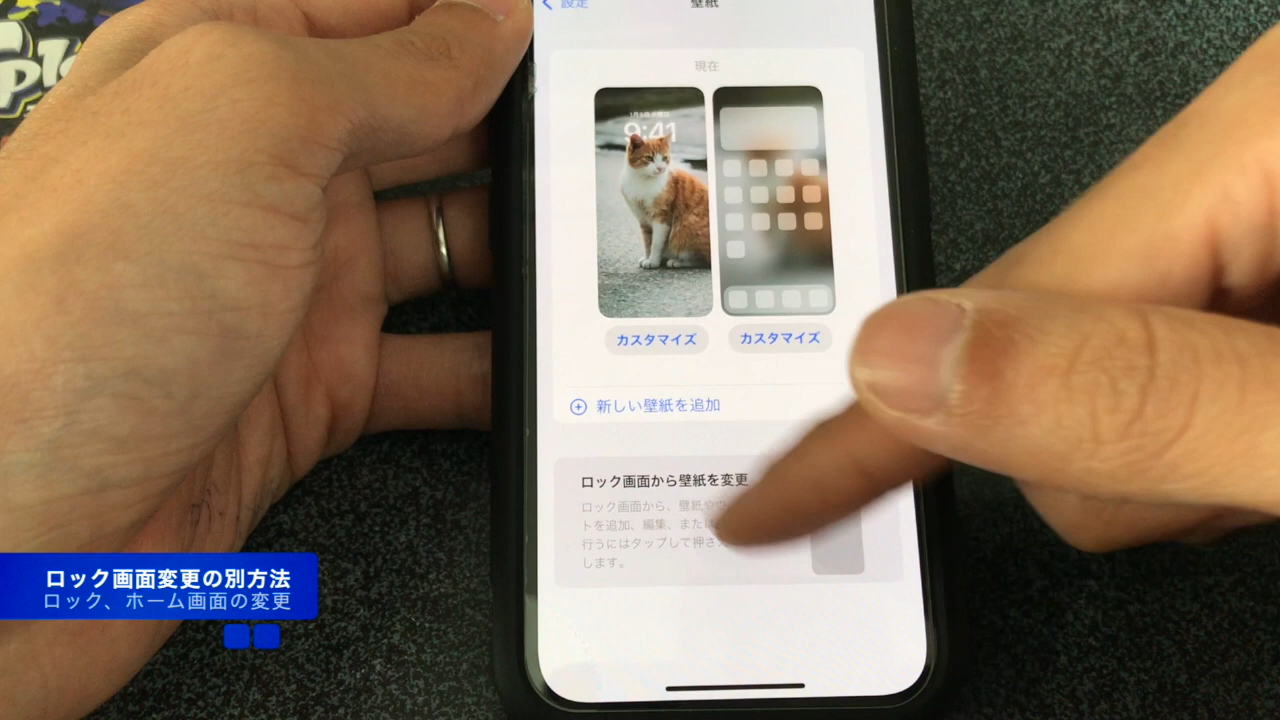 設定
壁紙
現在
9:41
カスタマイズ
カスタマイズ
新しい壁紙を追加
ロック画面から壁紙を変更
ロック画面から、壁紙や
トを追加、編集、または
行うにはタップして押さ
します。
ロック画面変更の別方法
ロック、ホーム画面の変更